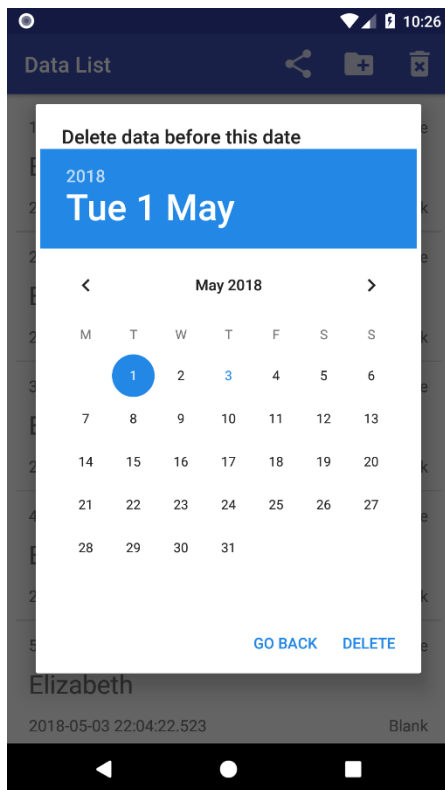 10:26
Data List
Delete data before this date
2018
Tue 1 May
May 2018
M T W T F S S
1 2 3 4 5 6
7 8 9 10 11 12 13
14 15 16 17 18 19 20
21 22 23 24 25 26 27
28 29 30 31
GO BACK DELETE
Elizabeth
2018-05-03 22:04:22.523 Blank